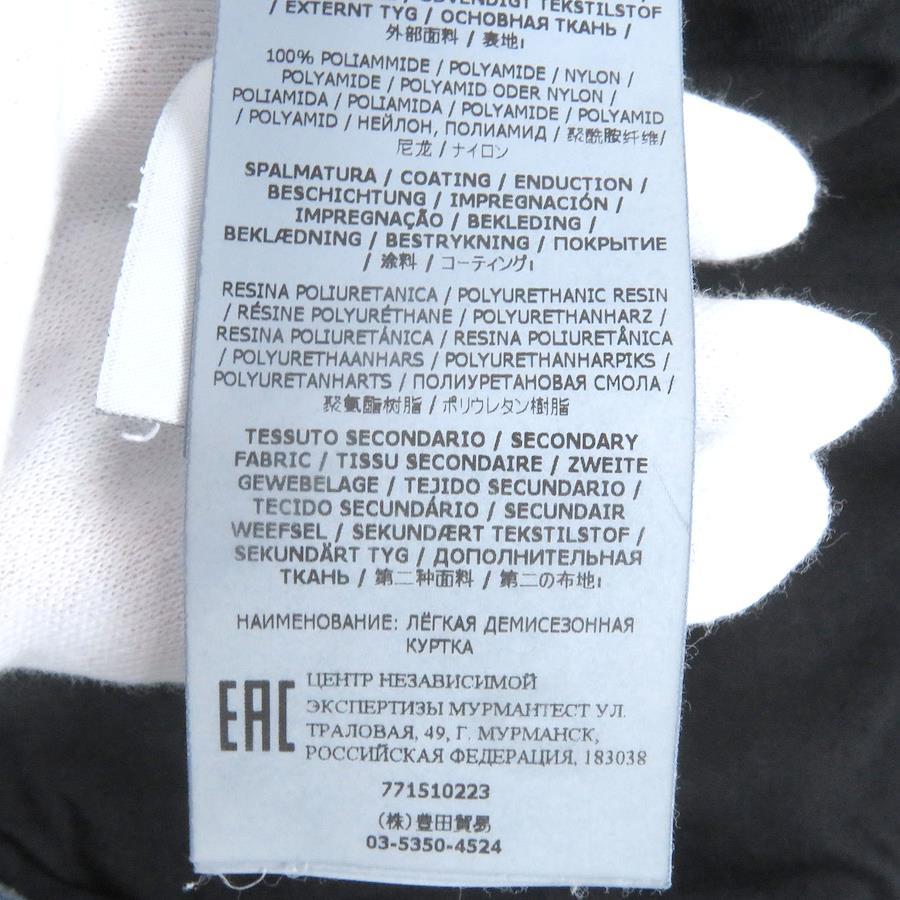 UDVENDIGT TEKSTILSTOF
/ EXTERNT TYG / ОСНОВНАЯ ТКАНЬ /
外部面料 / 表地:
100% POLIAMMIDE / POLYAMIDE / NYLON /
POLYAMIDE / POLYAMID ODER NYLON /
POLIAMIDA / POLIAMIDA / POLYAMIDE / POLYAMID
/ POLYAMID / НЕЙЛОН, ПОЛИАМИД / 聚酰胺纤维/
尼龙 / ナイロン
SPALMATURA / COATING / ENDUCTION /
BESCHICHTUNG / IMPREGNACIÓN /
IMPREGNAÇÃO / BEKLEDING /
BEKLÆDNING / BESTRYKNING / ПОКРЫТИЕ
/ 涂料 / コーティング:
RESINA POLIURETANICA / POLYURETHANIC RESIN
/ RÉSINE POLYURÉTHANE / POLYURETHANHARZ /
RESINA POLIURETÁNICA / RESINA POLIURETÂNICA
/ POLYURETHAANHARS / POLYURETHANHARPIKS /
POLYURETANHARTS / ПОЛИУРЕТАНОВАЯ СМОЛА /
聚氨酯树脂 / ポリウレタン樹脂
TESSUTO SECONDARIO / SECONDARY
FABRIC / TISSU SECONDAIRE / ZWEITE
GEWEBELAGE / TEJIDO SECUNDARIO /
TECIDO SECUNDÁRIO / SECUNDAIR
WEEFSEL / SEKUNDÆRT TEKSTILSTOF /
SEKUNDÄRT TYG / ДОПОЛНИТЕЛЬНАЯ
ТКАНЬ / 第二种面料 / 第二の布地:
НАИМЕНОВАНИЕ: ЛЁГКАЯ ДЕМИСЕЗОННАЯ
КУРТКА
EAC ЦЕНТР НЕЗАВИСИМОЙ
ЭКСПЕРТИЗЫ МУРМАНТЕСТ УЛ.
ТРАЛОВАЯ, 49, Г. МУРМАНСК,
РОССИЙСКАЯ ФЕДЕРАЦИЯ, 183038
771510223
(株)豊田貿易
03-5350-4524